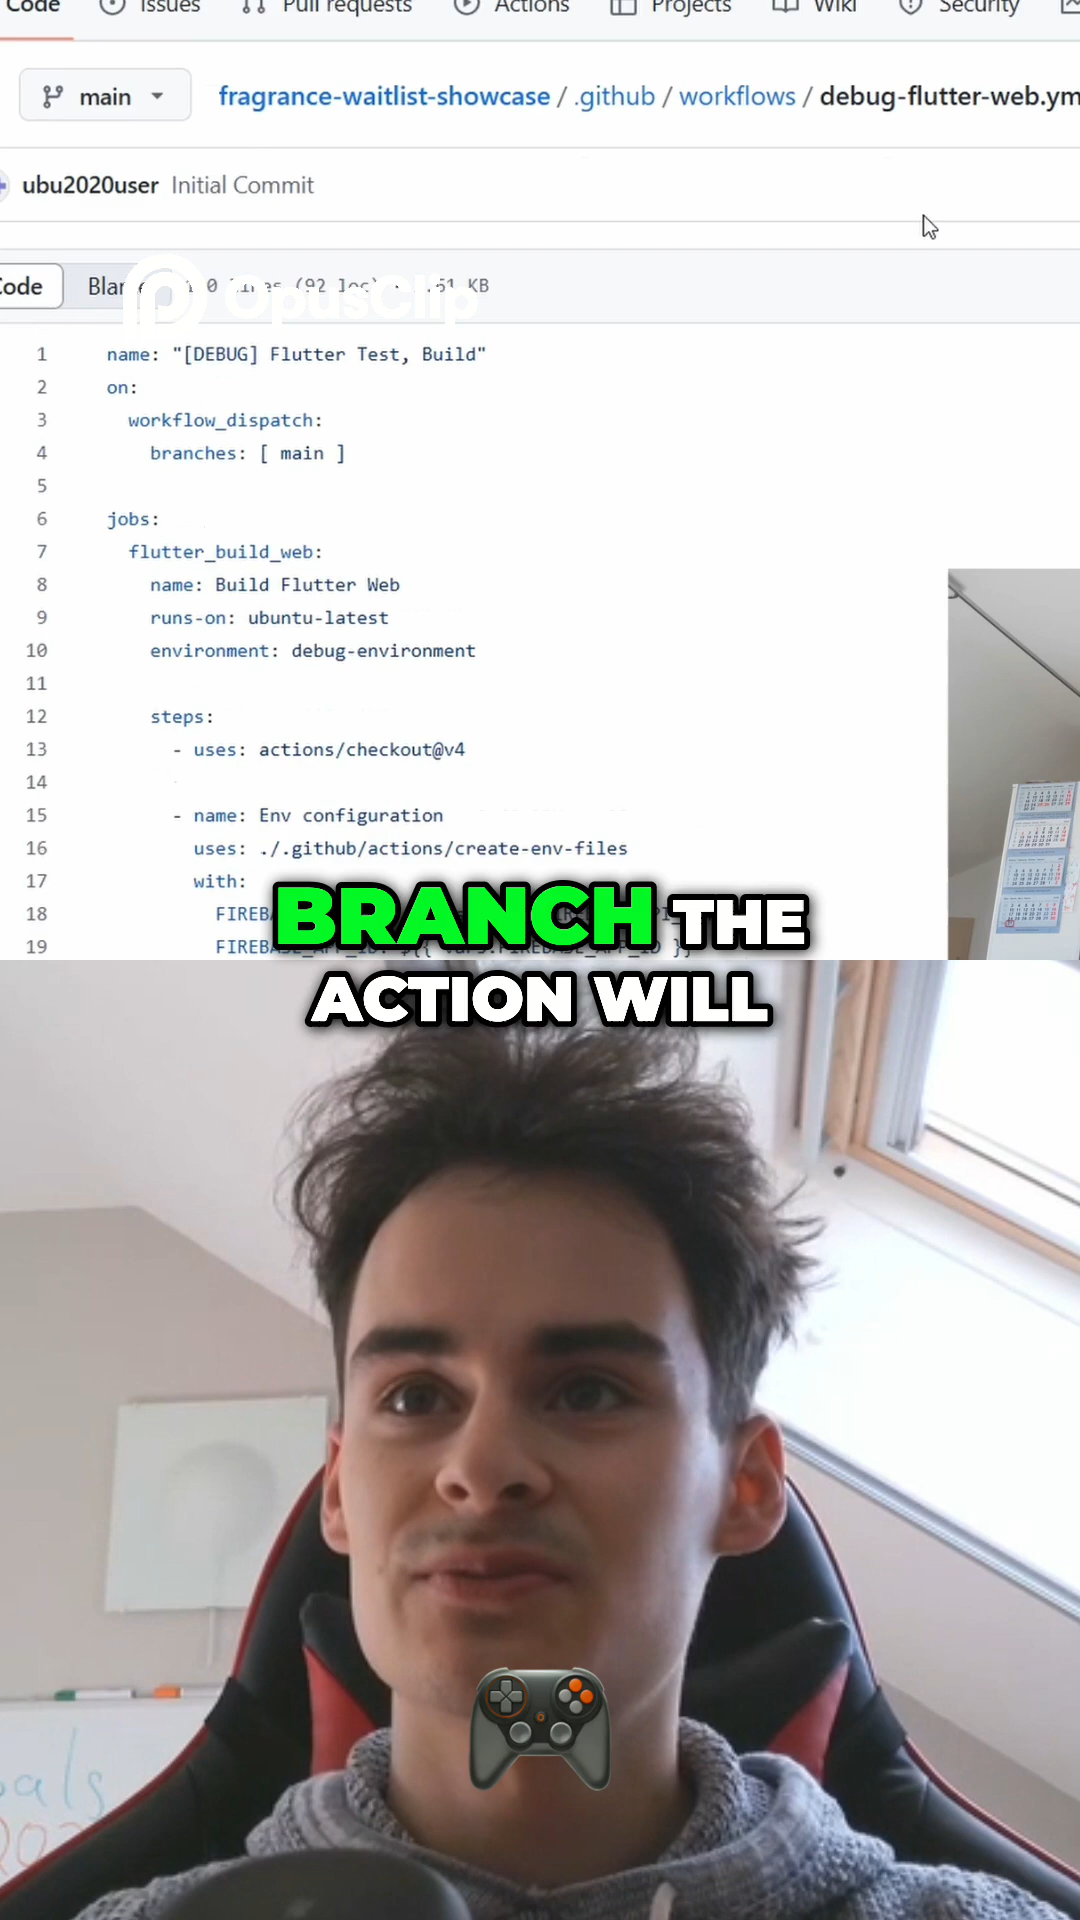 Code Issues Pull requests Actions Projects Wiki Security
main fragrance-waitlist-showcase / .github / workflows / debug-flutter-web.ym
ubu2020user Initial Commit
Code (92 loc) KB
OpusClip
1 name: "[DEBUG] Flutter Test, Build"
2 on:
3 workflow_dispatch:
4 branches: [ main ]
5
6 jobs:
7 flutter_build_web:
8 name: Build Flutter Web
9 runs-on: ubuntu-latest
10 environment: debug-environment
11
12 steps:
13 - uses: actions/checkout@v4
14
15 - name: Env configuration
16 uses: ./.github/actions/create-env-files
17 with:
18
19
BRANCH THE
ACTION WILL